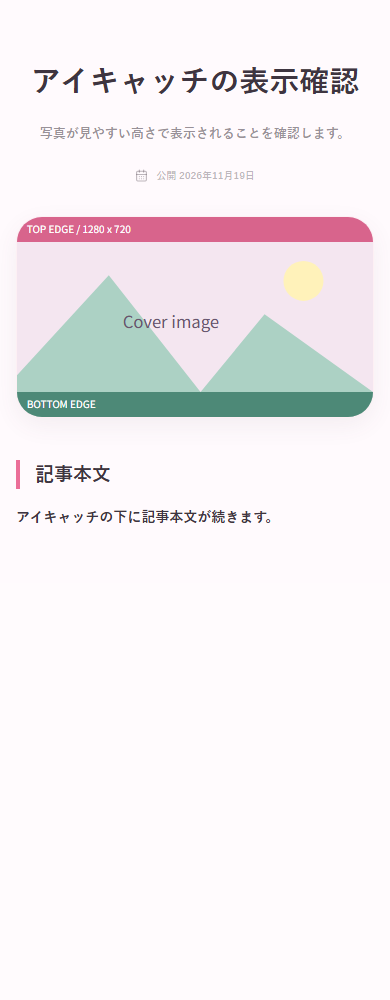 アイキャッチの表示確認
写真が見やすい高さで表示されることを確認します。
公開 2026年11月19日
TOP EDGE / 1280 x 720
Cover image
BOTTOM EDGE
記事本文
アイキャッチの下に記事本文が続きます。